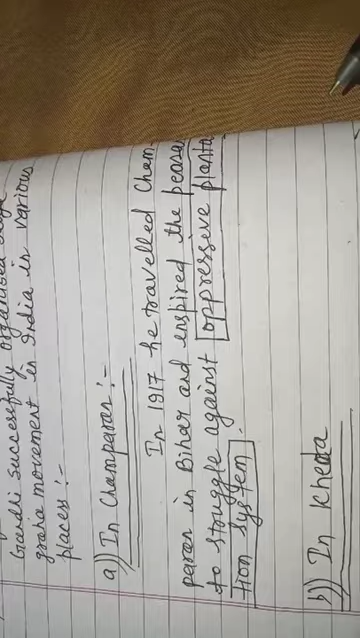 Gandhi successfully organised
graha movement in India in various
places :-
a)) In Champaran :-
In 1917 he travelled Cham-
paran in Bihar and inspired the peasa
to struggle against oppressive planta
tion system.
b)) In Kheda